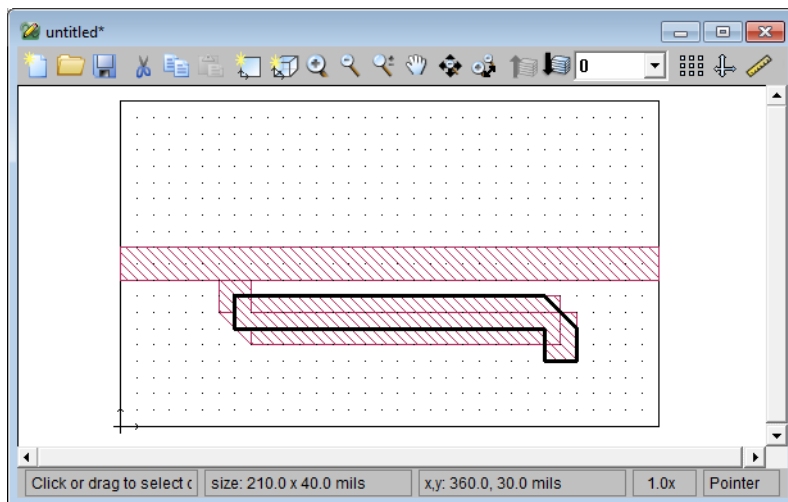 untitled*
0
Click or drag to select c
size: 210.0 x 40.0 mils
x,y: 360.0, 30.0 mils
1.0x
Pointer